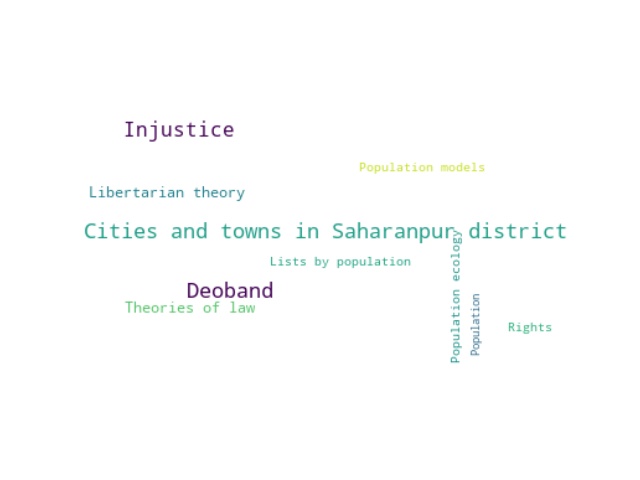 Injustice
Population models
Libertarian theory
Cities and towns in Saharanpur district
Lists by population
Population ecology
Deoband
Population
Theories of law
Rights